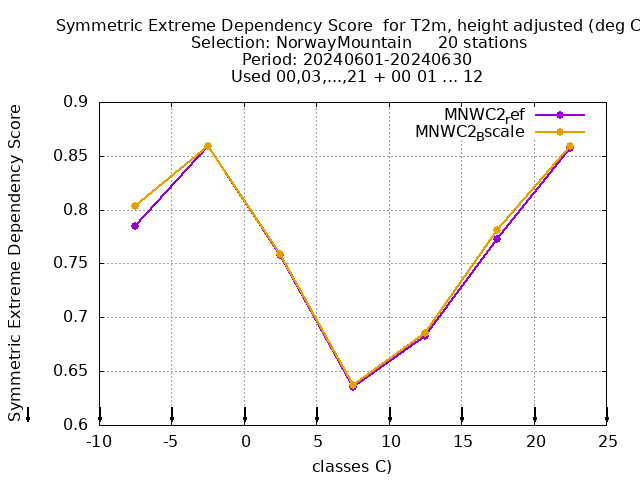 Symmetric Extreme Dependency Score for T2m, height adjusted (deg C
Selection: NorwayMountain 20 stations
Period: 20240601-20240630
Used 00,03,...,21 + 00 01 ... 12
MNWC2ref
MNWC2Bscale
Symmetric Extreme Dependency Score
0.9
0.85
0.8
0.75
0.7
0.65
0.6
-10 -5 0 5 10 15 20 25
classes C)